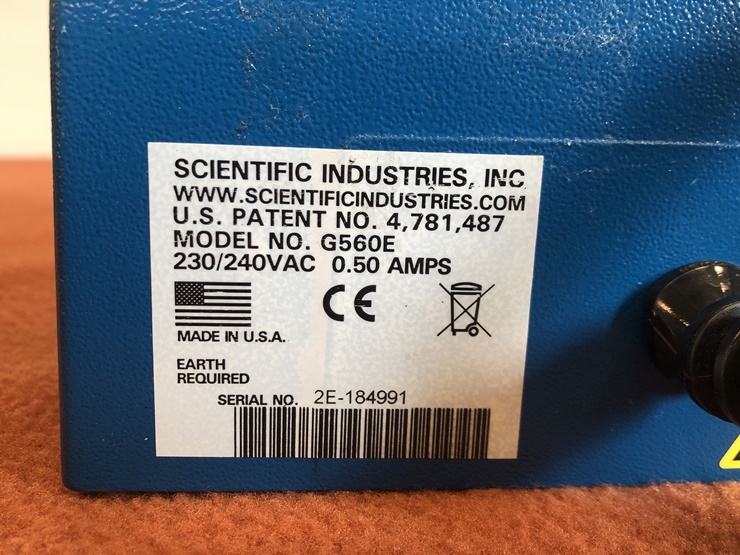 SCIENTIFIC INDUSTRIES, INC.
WWW.SCIENTIFICINDUSTRIES.COM
U.S. PATENT NO. 4,781,487
MODEL NO. G560E
230/240VAC 0.50 AMPS
CE
MADE IN U.S.A.
EARTH
REQUIRED
SERIAL NO. 2E-184991